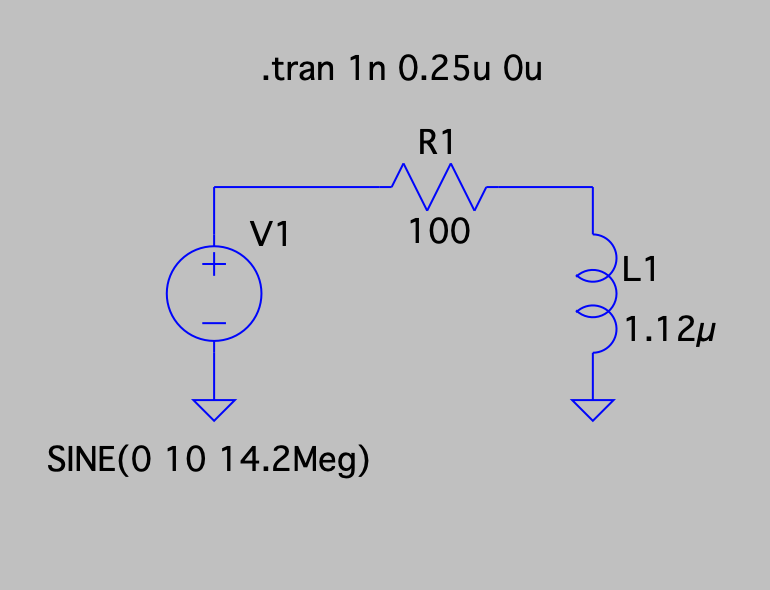 .tran 1n 0.25u 0u
R1
100
V1
L1
1.12µ
SINE(0 10 14.2Meg)